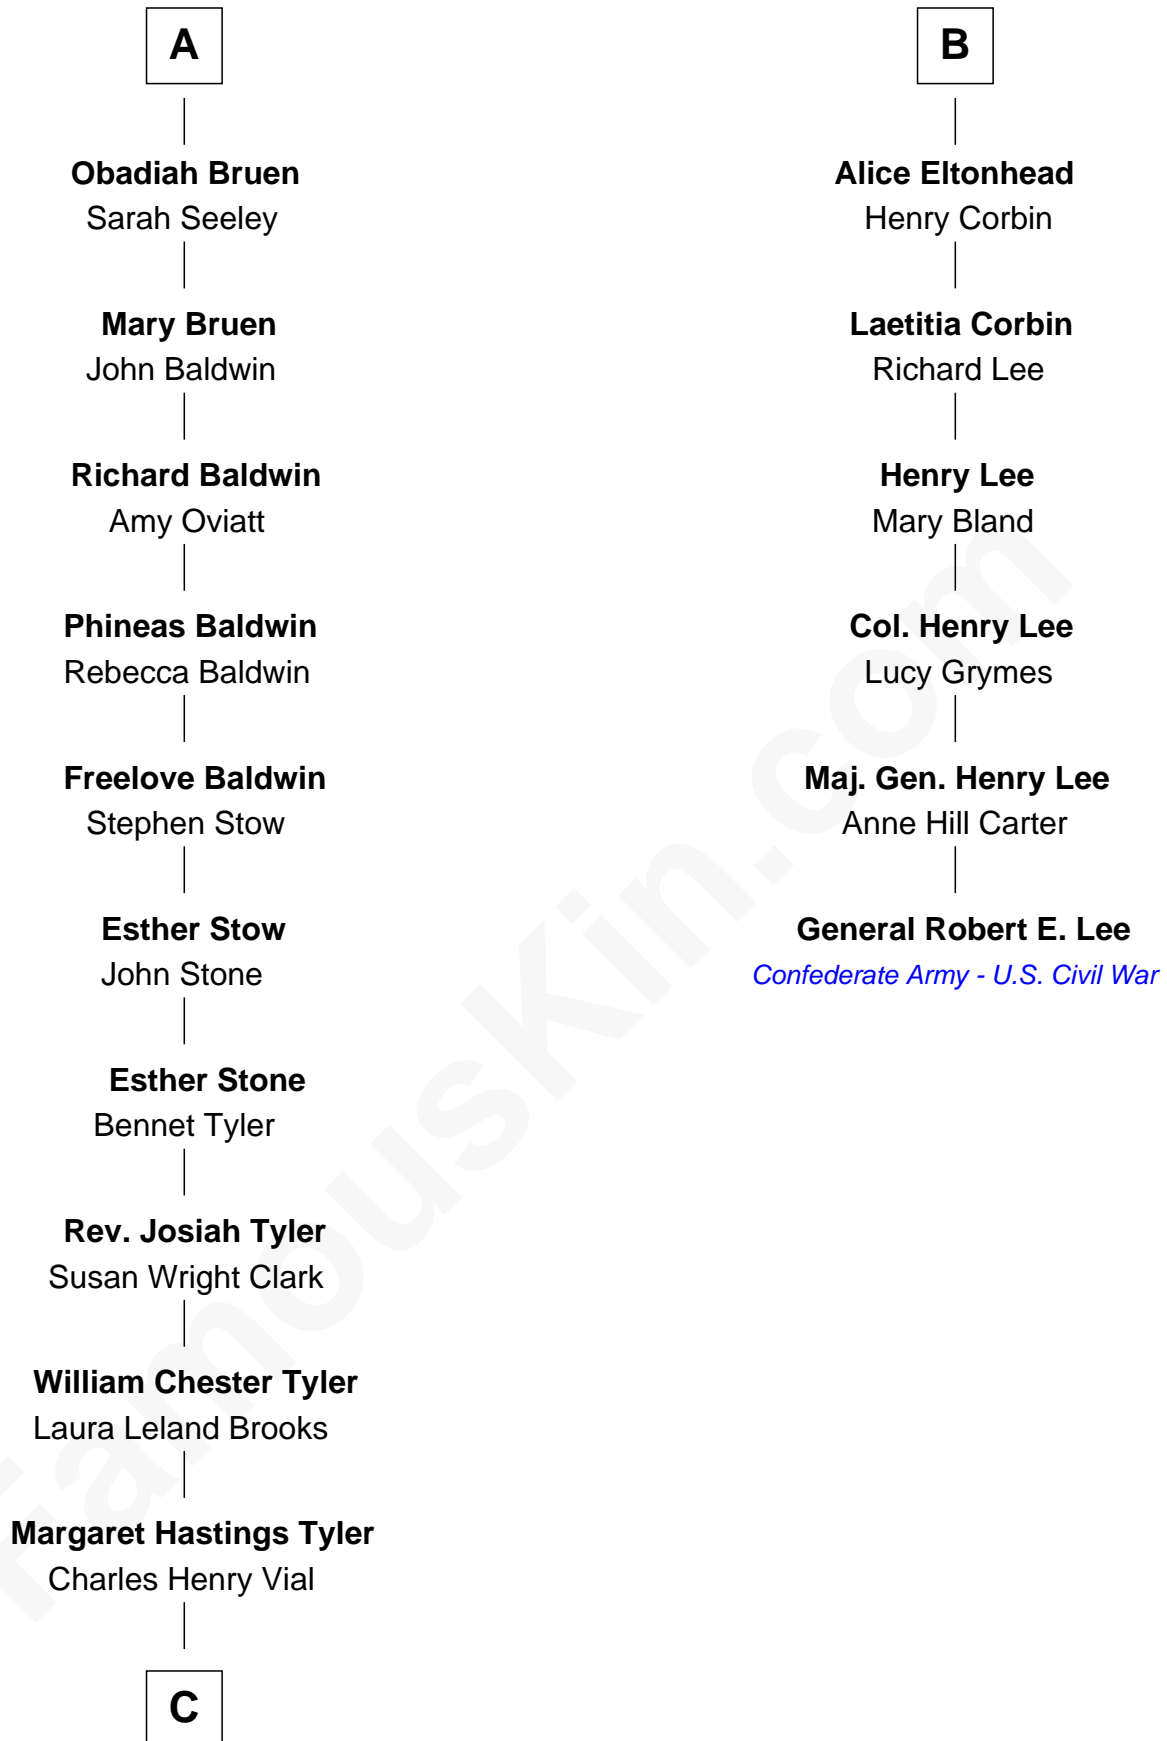 A
Obadiah Bruen
Sarah Seeley
Mary Bruen
John Baldwin
Richard Baldwin
Amy Oviatt
Phineas Baldwin
Rebecca Baldwin
Freelove Baldwin
Stephen Stow
Esther Stow
John Stone
Esther Stone
Bennet Tyler
Rev. Josiah Tyler
Susan Wright Clark
William Chester Tyler
Laura Leland Brooks
Margaret Hastings Tyler
Charles Henry Vial
C
B
Alice Eltonhead
Henry Corbin
Laetitia Corbin
Richard Lee
Henry Lee
Mary Bland
Col. Henry Lee
Lucy Grymes
Maj. Gen. Henry Lee
Anne Hill Carter
General Robert E. Lee
Confederate Army - U.S. Civil War
FamousKin.com